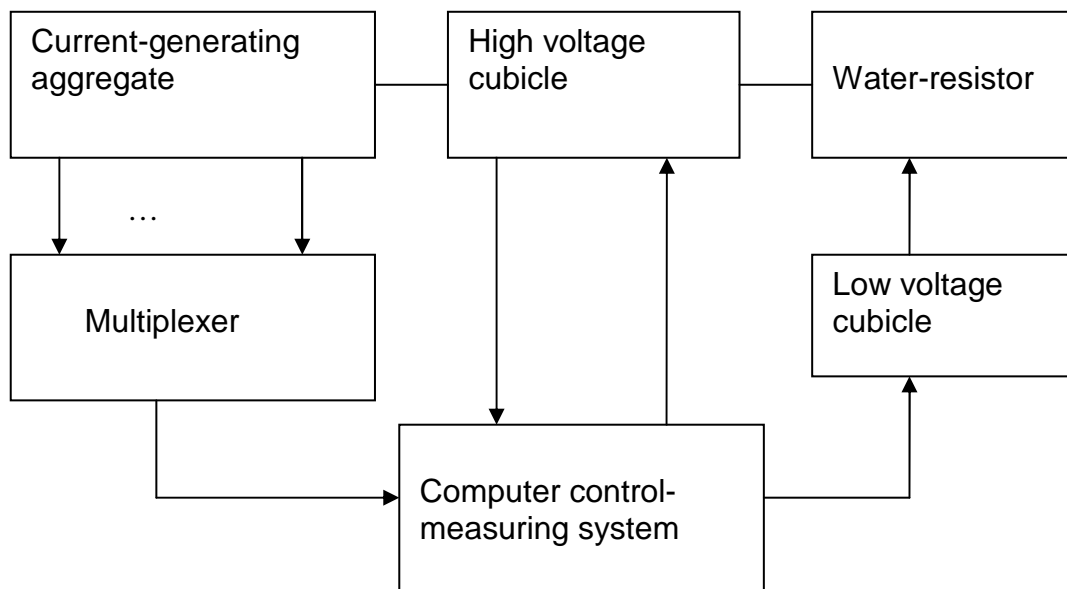 Current-generating
aggregate
High voltage
cubicle
Water-resistor
…
Multiplexer
Low voltage
cubicle
Computer control-
measuring system